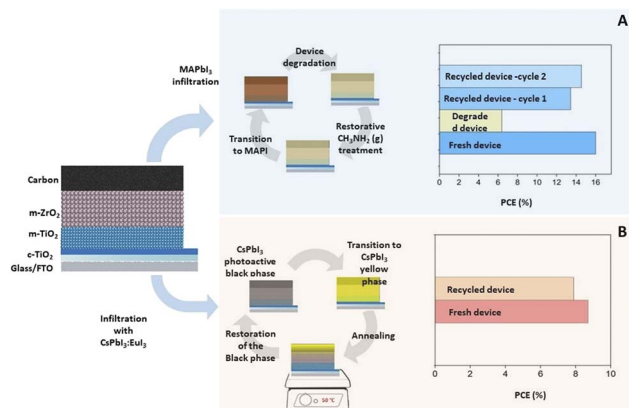 A
MAPbI3
infiltration
Device
degradation
Transition
to MAPI
Restorative
CH3NH2 (g)
treatment
Recycled device -cycle 2
Recycled device - cycle 1
Degrade
d device
Fresh device
0 2 4 6 8 10 12 14 16
PCE (%)
Carbon
m-ZrO2
m-TiO2
c-TiO2
Glass/FTO
Infiltration
with
CsPbI3:EuI3
B
CsPbI3
photoactive
black phase
Transition to
CsPbI3
yellow
phase
Restoration
of the
Black phase
Annealing
50 °C
Recycled device
Fresh device
0 2 4 6 8 10
PCE (%)